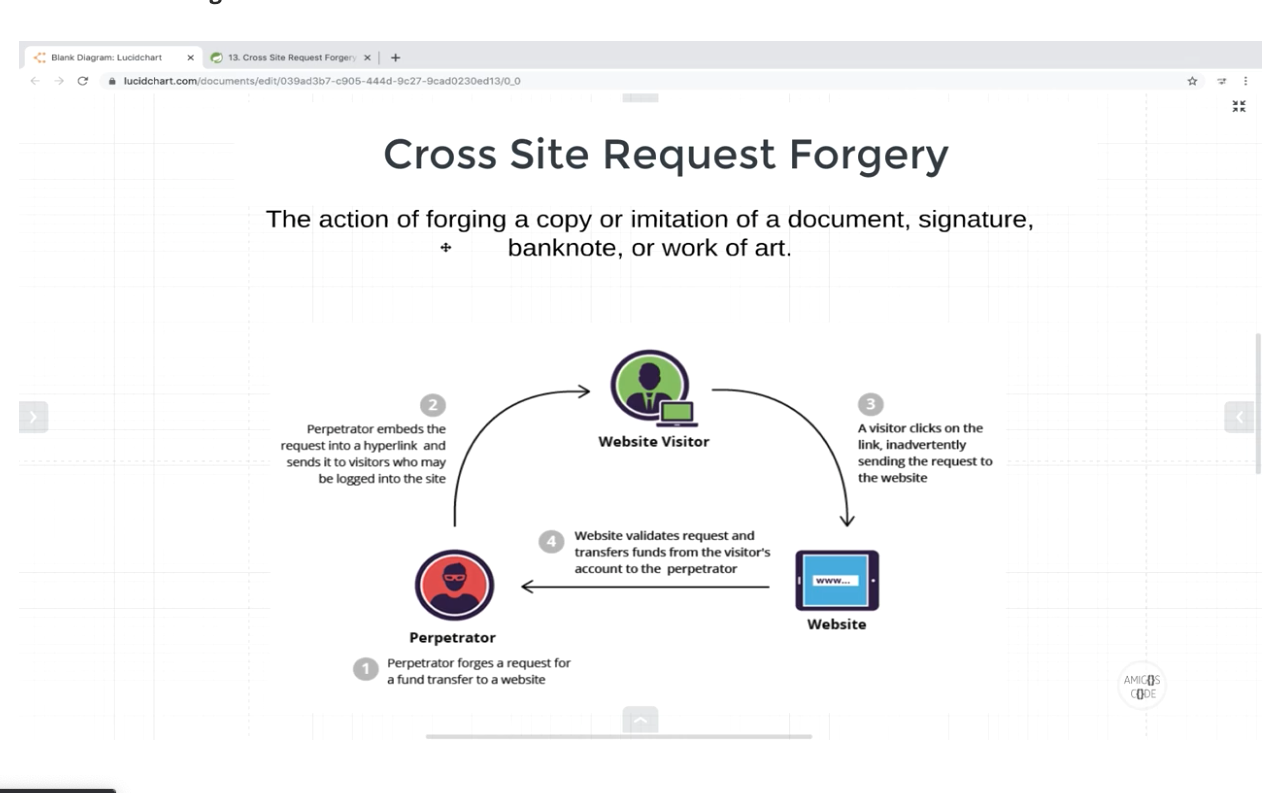 Blank Diagram: Lucidchart
13. Cross Site Request Forgery
lucidchart.com/documents/edit/039ad3b7-c905-444d-9c27-9cad0230ed13/0_0
Cross Site Request Forgery
The action of forging a copy or imitation of a document, signature,
banknote, or work of art.
2
Perpetrator embeds the
request into a hyperlink and
sends it to visitors who may
be logged into the site
Website Visitor
3
A visitor clicks on the
link, inadvertently
sending the request to
the website
4
Website validates request and
transfers funds from the visitor's
account to the perpetrator
www...
Website
Perpetrator
1
Perpetrator forges a request for
a fund transfer to a website
AMIG{}S
C{}DE